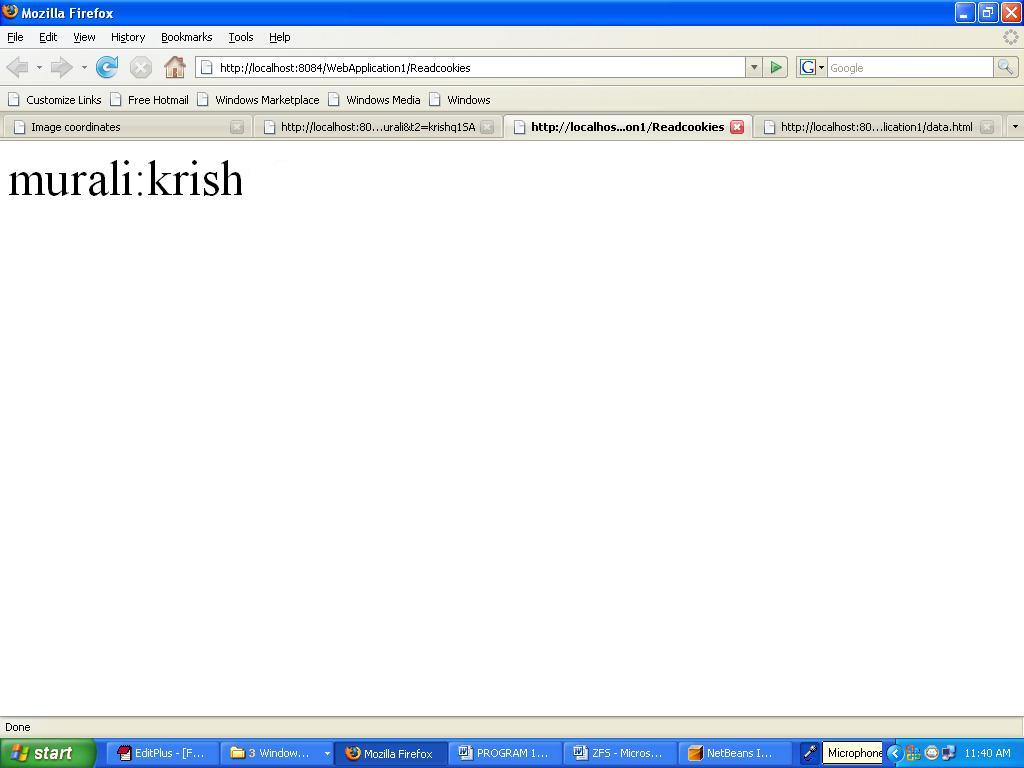 Mozilla Firefox
File Edit View History Bookmarks Tools Help
http://localhost:8084/WebApplication1/Readcookies Google
Customize Links Free Hotmail Windows Marketplace Windows Media Windows
Image coordinates http://localhost:80...urali&t2=krishq1SA http://localhos...on1/Readcookies http://localhost:80...lication1/data.html
murali:krish
Done
start EditPlus - [F... 3 Window... Mozilla Firefox PROGRAM 1... ZFS - Micros... NetBeans I... Microphone 11:40 AM